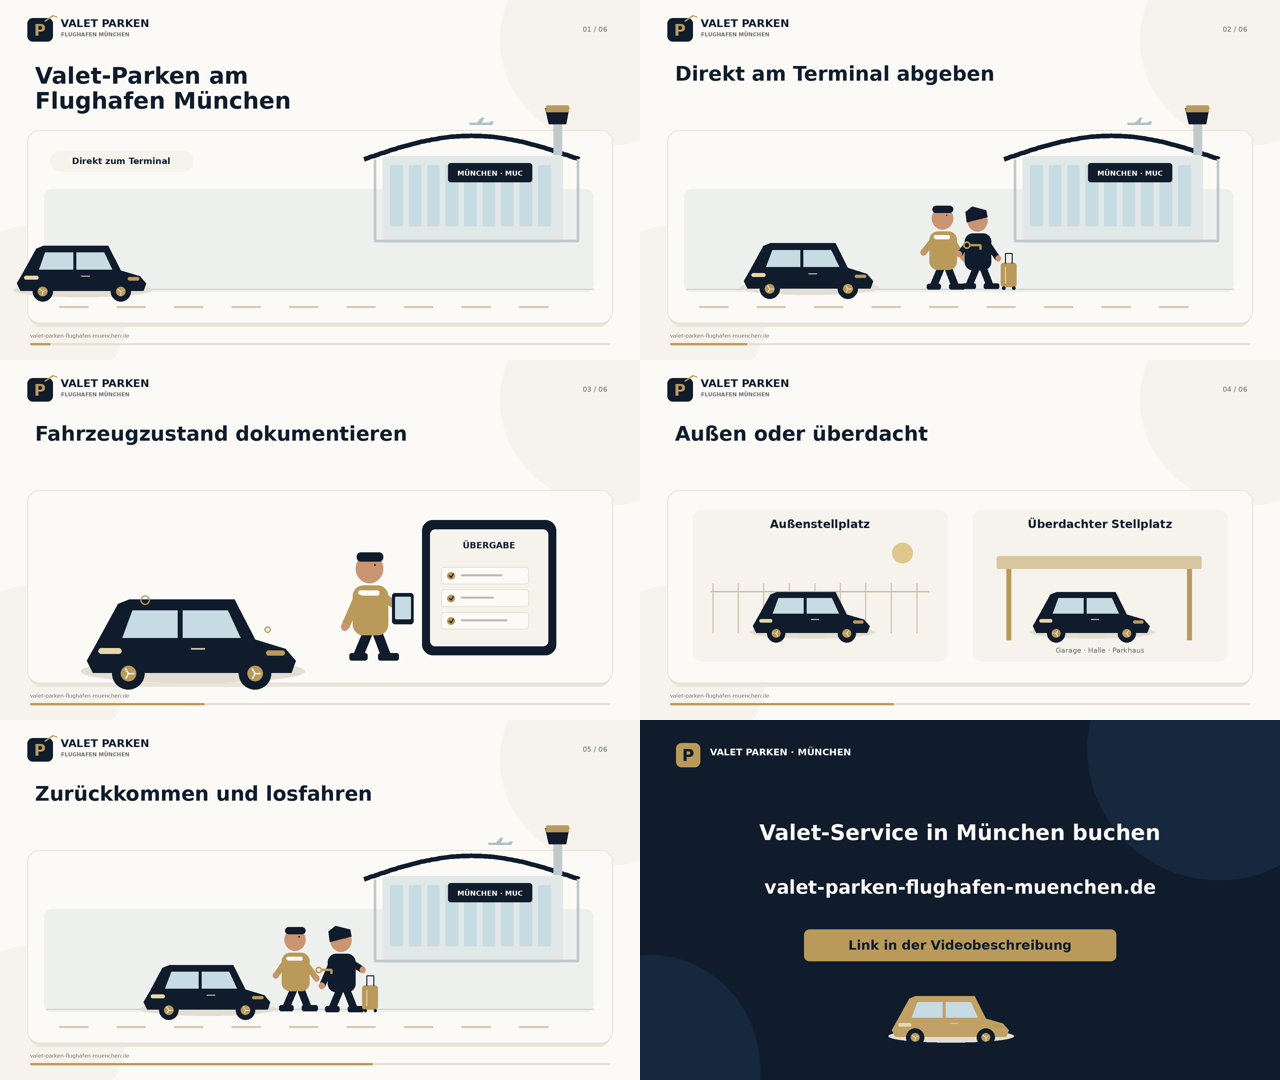 P
VALET PARKEN
FLUGHAFEN MÜNCHEN
01 / 06
Valet-Parken am
Flughafen München
Direkt zum Terminal
MÜNCHEN · MUC
valet-parken-flughafen-muenchen.de
P
VALET PARKEN
FLUGHAFEN MÜNCHEN
02 / 06
Direkt am Terminal abgeben
MÜNCHEN · MUC
valet-parken-flughafen-muenchen.de
P
VALET PARKEN
FLUGHAFEN MÜNCHEN
03 / 06
Fahrzeugzustand dokumentieren
ÜBERGABE
valet-parken-flughafen-muenchen.de
P
VALET PARKEN
FLUGHAFEN MÜNCHEN
04 / 06
Außen oder überdacht
Außenstellplatz
Überdachter Stellplatz
Garage · Halle · Parkhaus
valet-parken-flughafen-muenchen.de
P
VALET PARKEN
FLUGHAFEN MÜNCHEN
05 / 06
Zurückkommen und losfahren
MÜNCHEN · MUC
valet-parken-flughafen-muenchen.de
P
VALET PARKEN · MÜNCHEN
Valet-Service in München buchen
valet-parken-flughafen-muenchen.de
Link in der Videobeschreibung